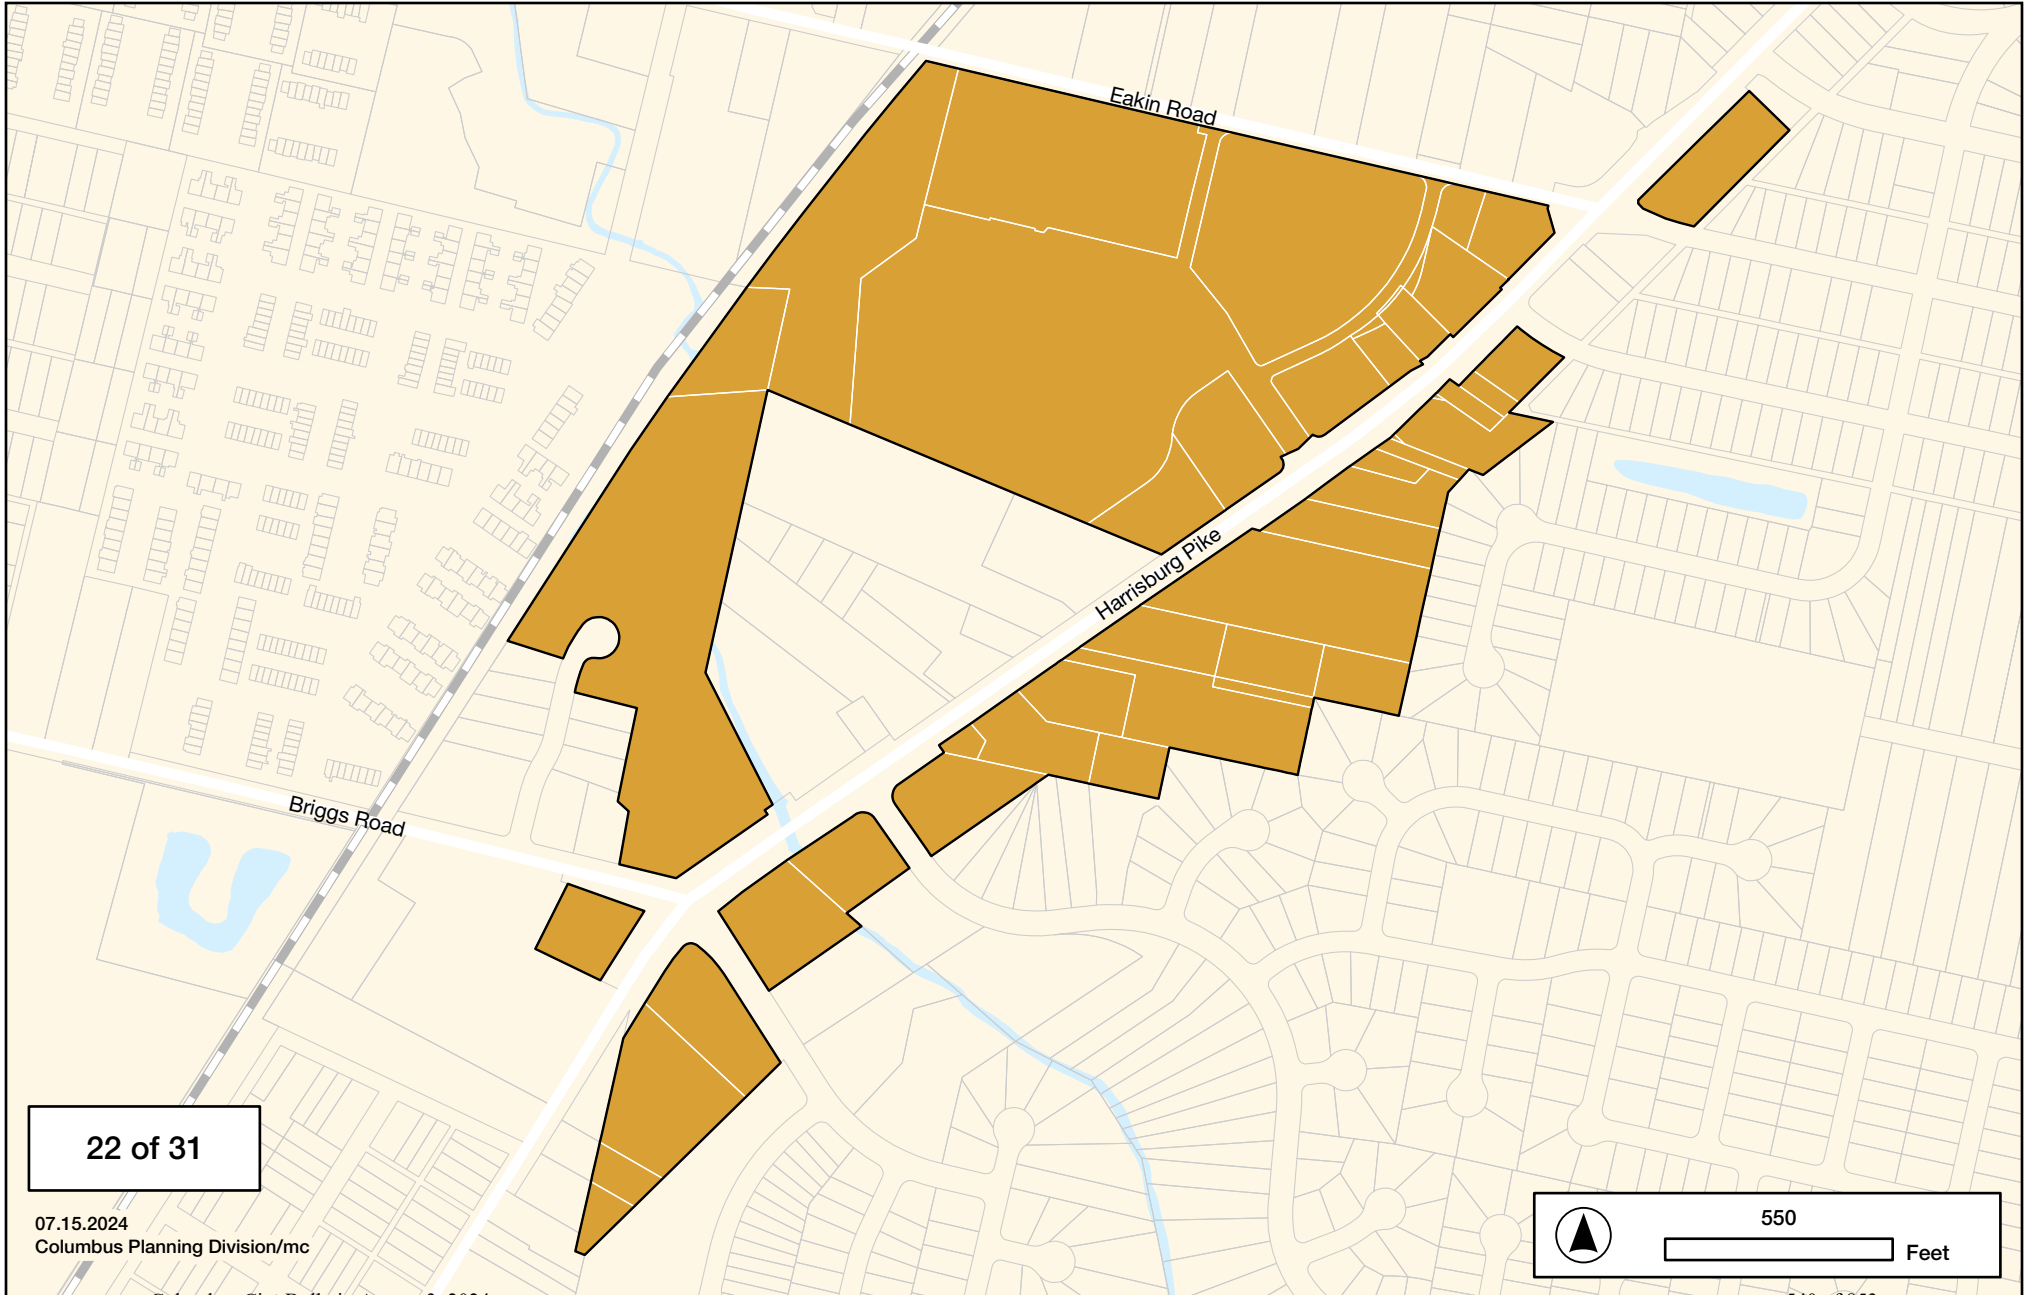 Eakin Road
Harrisburg Pike
Briggs Road
22 of 31
07.15.2024
Columbus Planning Division/mc
550
Feet